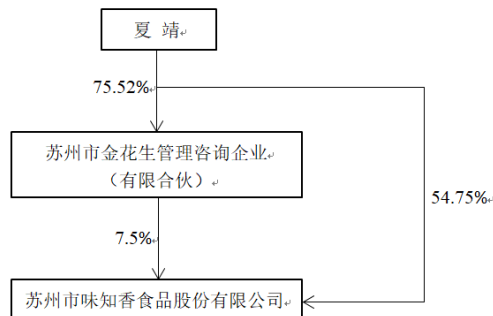 夏 靖
75.52%
苏州市金花生管理咨询企业
（有限合伙）
54.75%
7.5%
苏州市味知香食品股份有限公司